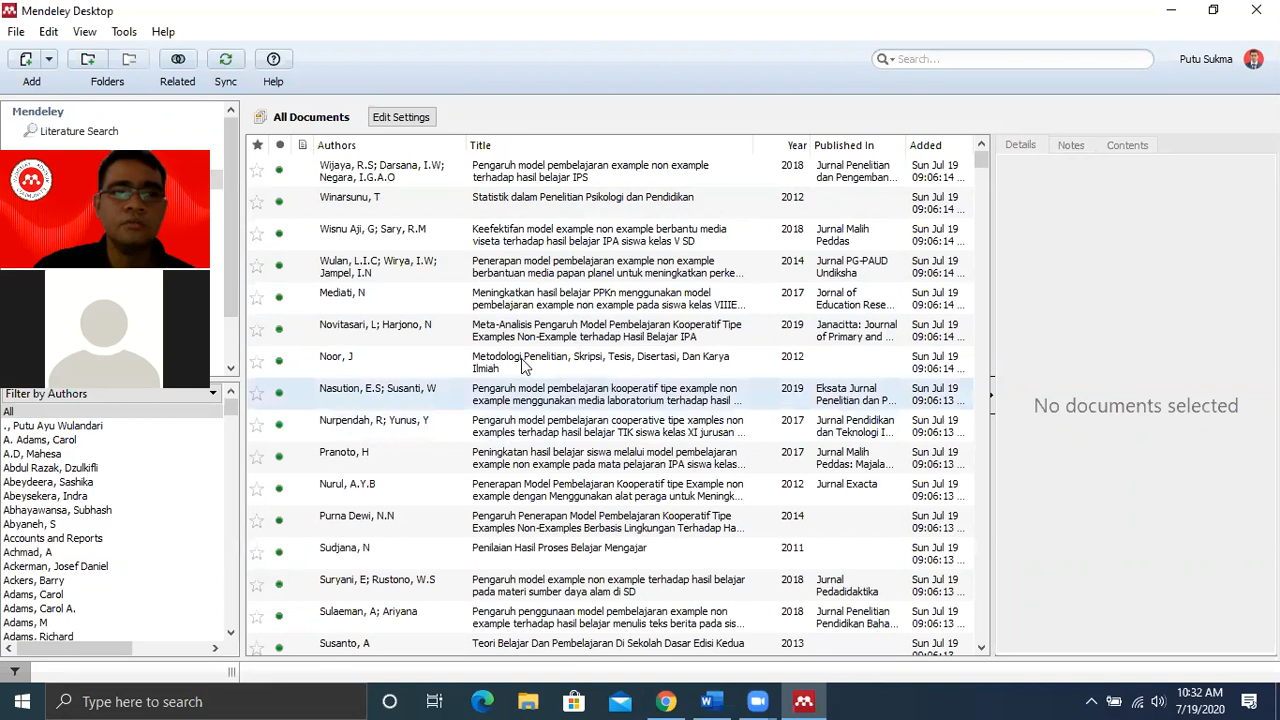 Mendeley Desktop
File Edit View Tools Help
Add Folders Related Sync Help
Search...
Putu Sukma
Mendeley
Literature Search
Filter by Authors
All
., Putu Ayu Wulandari
A. Adams, Carol
A.D, Mahesa
Abdul Razak, Dzulkifli
Abeydeera, Sashika
Abeysekera, Indra
Abhayawansa, Subhash
Abyaneh, S
Accounts and Reports
Achmad, A
Ackerman, Josef Daniel
Ackers, Barry
Adams, Carol
Adams, Carol A.
Adams, M
Adams, Richard
All Documents Edit Settings
Authors Title Year Published In Added
Wijaya, R.S; Darsana, I.W; Pengaruh model pembelajaran example non example 2018 Jurnal Penelitian Sun Jul 19
Negara, I.G.A.O terhadap hasil belajar IPS dan Pengemban... 09:06:14 ...
Winarsunu, T Statistik dalam Penelitian Psikologi dan Pendidikan 2012 Sun Jul 19
09:06:14 ...
Wisnu Aji, G; Sary, R.M Keefektifan model example non example berbantu media 2018 Jurnal Malih Sun Jul 19
viseta terhadap hasil belajar IPA siswa kelas V SD Peddas 09:06:14 ...
Wulan, L.I.C; Wirya, I.W; Penerapan model pembelajaran example non example 2014 Jurnal PG-PAUD Sun Jul 19
Jampel, I.N berbantuan media papan planel untuk meningkatkan perke... Undiksha 09:06:14 ...
Mediati, N Meningkatkan hasil belajar PPKn menggunakan model 2017 Jornal of Sun Jul 19
pembelajaran example non example pada siswa kelas VIIIE... Education Rese... 09:06:14 ...
Novitasari, L; Harjono, N Meta-Analisis Pengaruh Model Pembelajaran Kooperatif Tipe 2019 Janacitta: Journal Sun Jul 19
Examples Non-Example Terhadap Hasil Belajar IPA of Primary and ... 09:06:14 ...
Noor, J Metodologi Penelitian, Skripsi, Tesis, Disertasi, Dan Karya 2012 Sun Jul 19
Ilmiah 09:06:14 ...
Nasution, E.S; Susanti, W Pengaruh model pembelajaran kooperatif tipe example non 2019 Eksata Jurnal Sun Jul 19
example menggunakan media laboratorium terhadap hasil ... Penelitian dan P... 09:06:13 ...
Nurpendah, R; Yunus, Y Pengaruh model pembelajaran cooperative tipe xamples non 2017 Jurnal Pendidikan Sun Jul 19
examples terhadap hasil belajar TIK siswa kelas XI jurusan ... dan Teknologi I... 09:06:13 ...
Pranoto, H Peningkatan hasil belajar siswa melalui model pembelajaran 2017 Jurnal Malih Sun Jul 19
example non example pada mata pelajaran IPA siswa kelas... Peddas: Majala... 09:06:13 ...
Nurul, A.Y.B Penerapan Model Pembelajaran Kooperatif tipe Example non 2012 Jurnal Exacta Sun Jul 19
example dengan Menggunakan alat peraga untuk Meningk... 09:06:13 ...
Purna Dewi, N.N Pengaruh Penerapan Model Pembelajaran Kooperatif Tipe 2014 Sun Jul 19
Examples Non-Examples Berbasis Lingkungan Terhadap Ha... 09:06:13 ...
Sudjana, N Penilaian Hasil Proses Belajar Mengajar 2011 Sun Jul 19
09:06:13 ...
Suryani, E; Rustono, W.S Pengaruh model example non example terhadap hasil belajar 2018 Jurnal Sun Jul 19
pada materi sumber daya alam di SD Pedadidaktika 09:06:13 ...
Sulaeman, A; Ariyana Pengaruh penggunaan model pembelajaran example non 2018 Jurnal Penelitian Sun Jul 19
example terhadap hasil belajar menulis teks berita pada sis... Pendidikan Baha... 09:06:13 ...
Susanto, A Teori Belajar Dan Pembelajaran Di Sekolah Dasar Edisi Kedua 2013 Sun Jul 19
09:06:13 ...
Details Notes Contents
No documents selected
Type here to search
10:32 AM
7/19/2020